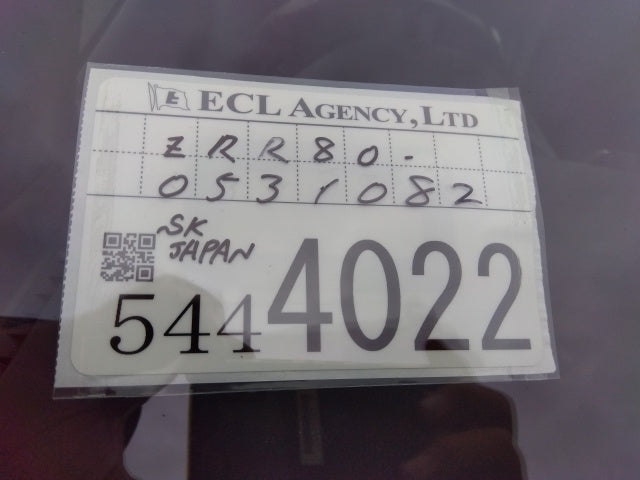 E ECL AGENCY, LTD
ZRR80-
0531082
SK
JAPAN
5444022